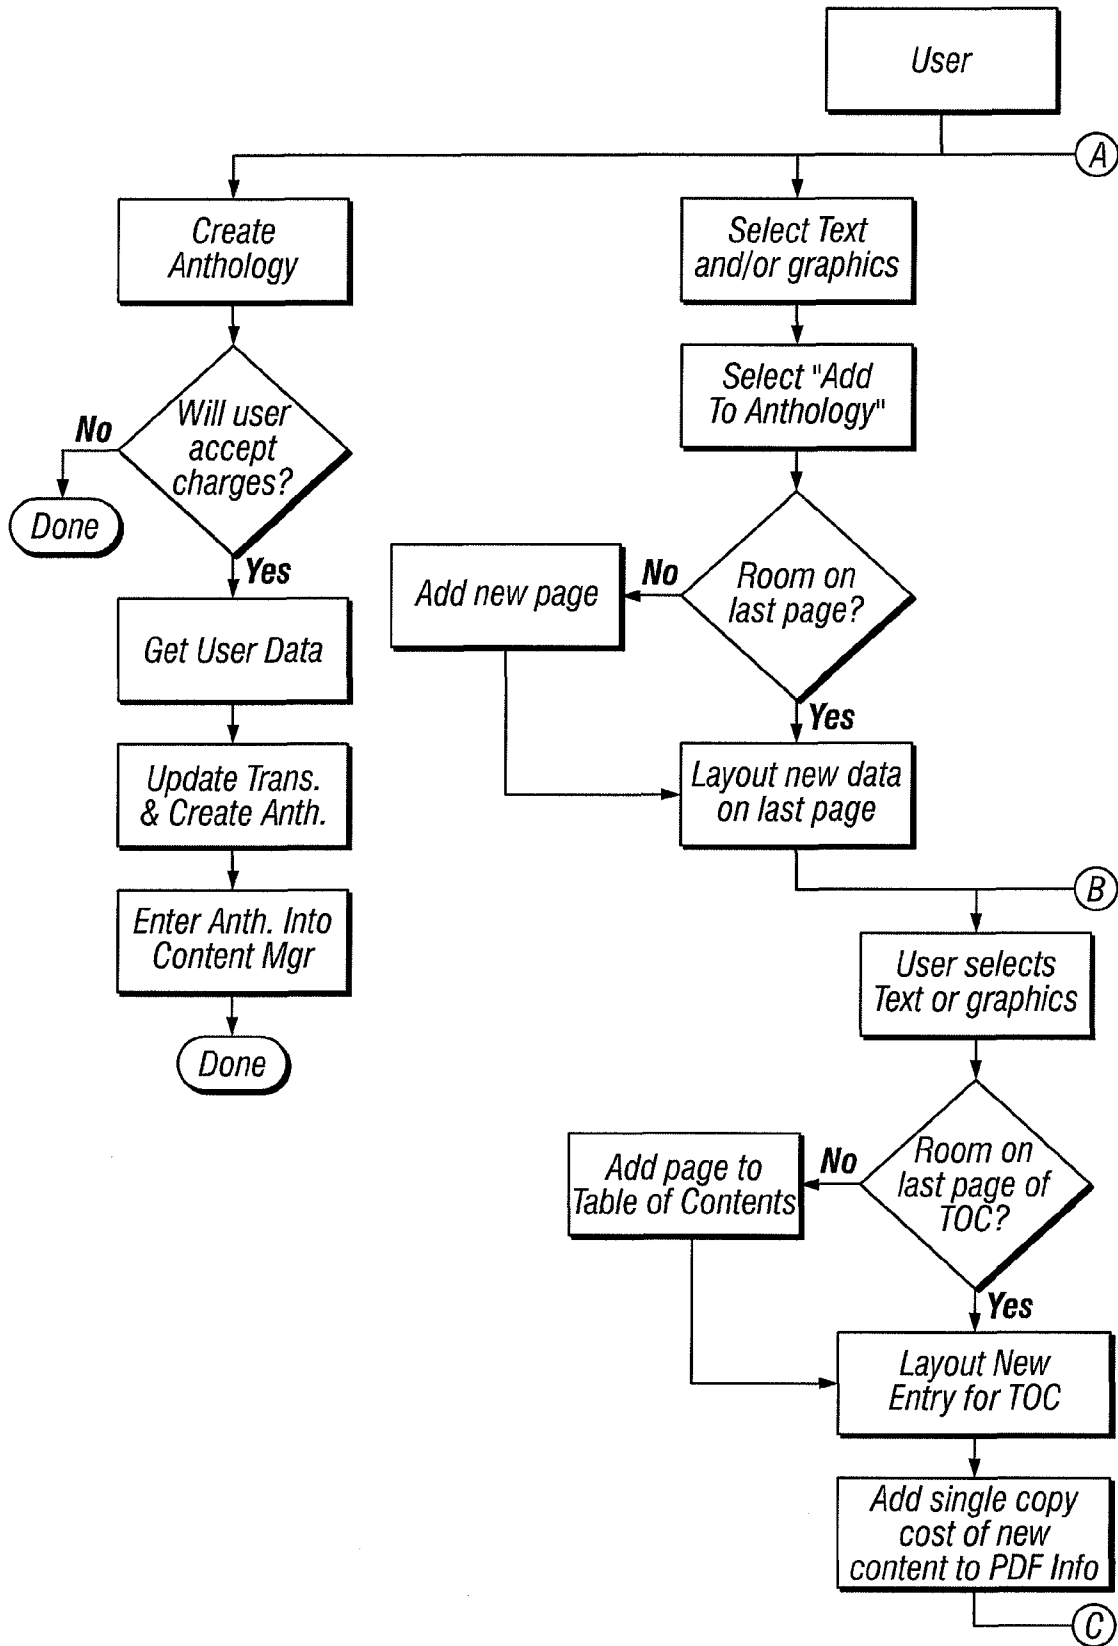 User
A
Create
Anthology
Will user
accept
charges?
No
Done
Yes
Get User Data
Update Trans.
& Create Anth.
Enter Anth. Into
Content Mgr
Done
Select Text
and/or graphics
Select "Add
To Anthology"
Room on
last page?
No
Add new page
Yes
Layout new data
on last page
B
User selects
Text or graphics
Room on
last page of
TOC?
No
Add page to
Table of Contents
Yes
Layout New
Entry for TOC
Add single copy
cost of new
content to PDF Info
C